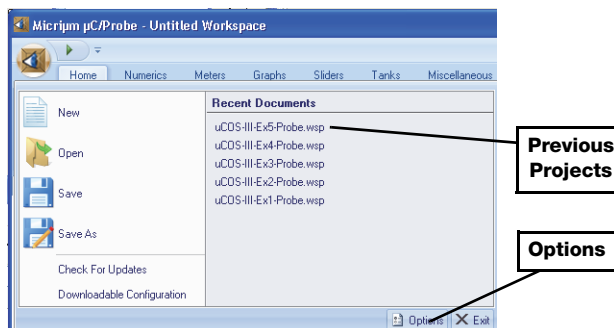 Micriµm µC/Probe - Untitled Workspace
Home Numerics Meters Graphs Sliders Tanks Miscellaneous
New
Open
Save
Save As
Check For Updates
Downloadable Configuration
Recent Documents
uCOS-III-Ex5-Probe.wsp
uCOS-III-Ex4-Probe.wsp
uCOS-III-Ex3-Probe.wsp
uCOS-III-Ex2-Probe.wsp
uCOS-III-Ex1-Probe.wsp
Options Exit
Previous
Projects
Options